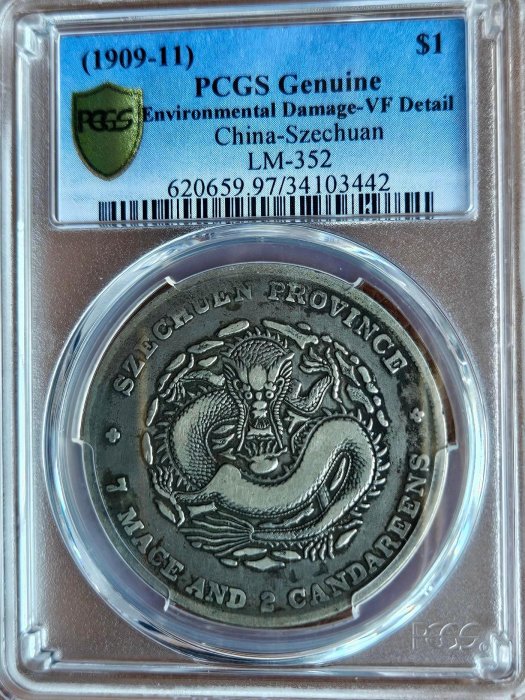 (1909-11) $1
PCGS Genuine
Environmental Damage-VF Detail
China-Szechuan
LM-352
620659.97/34103442
PCGS
SZECHUEN PROVINCE
7 MACE AND 2 CANDAREENS
PCGS